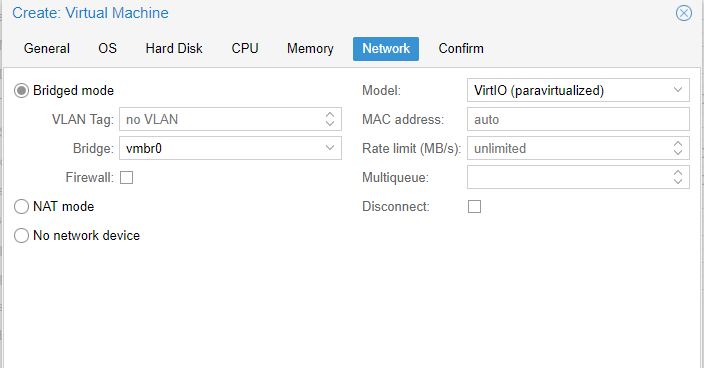 Create: Virtual Machine
General OS Hard Disk CPU Memory Network Confirm
Bridged mode
VLAN Tag: no VLAN
Bridge: vmbr0
Firewall:
NAT mode
No network device
Model: VirtIO (paravirtualized)
MAC address: auto
Rate limit (MB/s): unlimited
Multiqueue:
Disconnect: